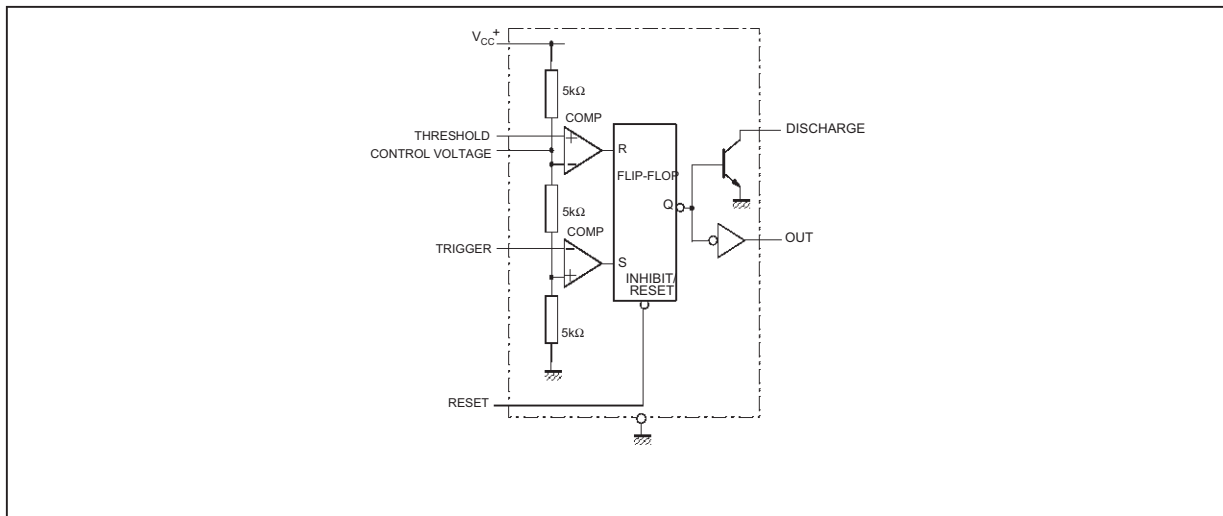 VCC+
5kΩ
COMP
THRESHOLD
+
R
DISCHARGE
CONTROL VOLTAGE
−
FLIP-FLOP
5kΩ
Q
COMP
TRIGGER
−
S
OUT
+
INHIBIT/
RESET
5kΩ
RESET